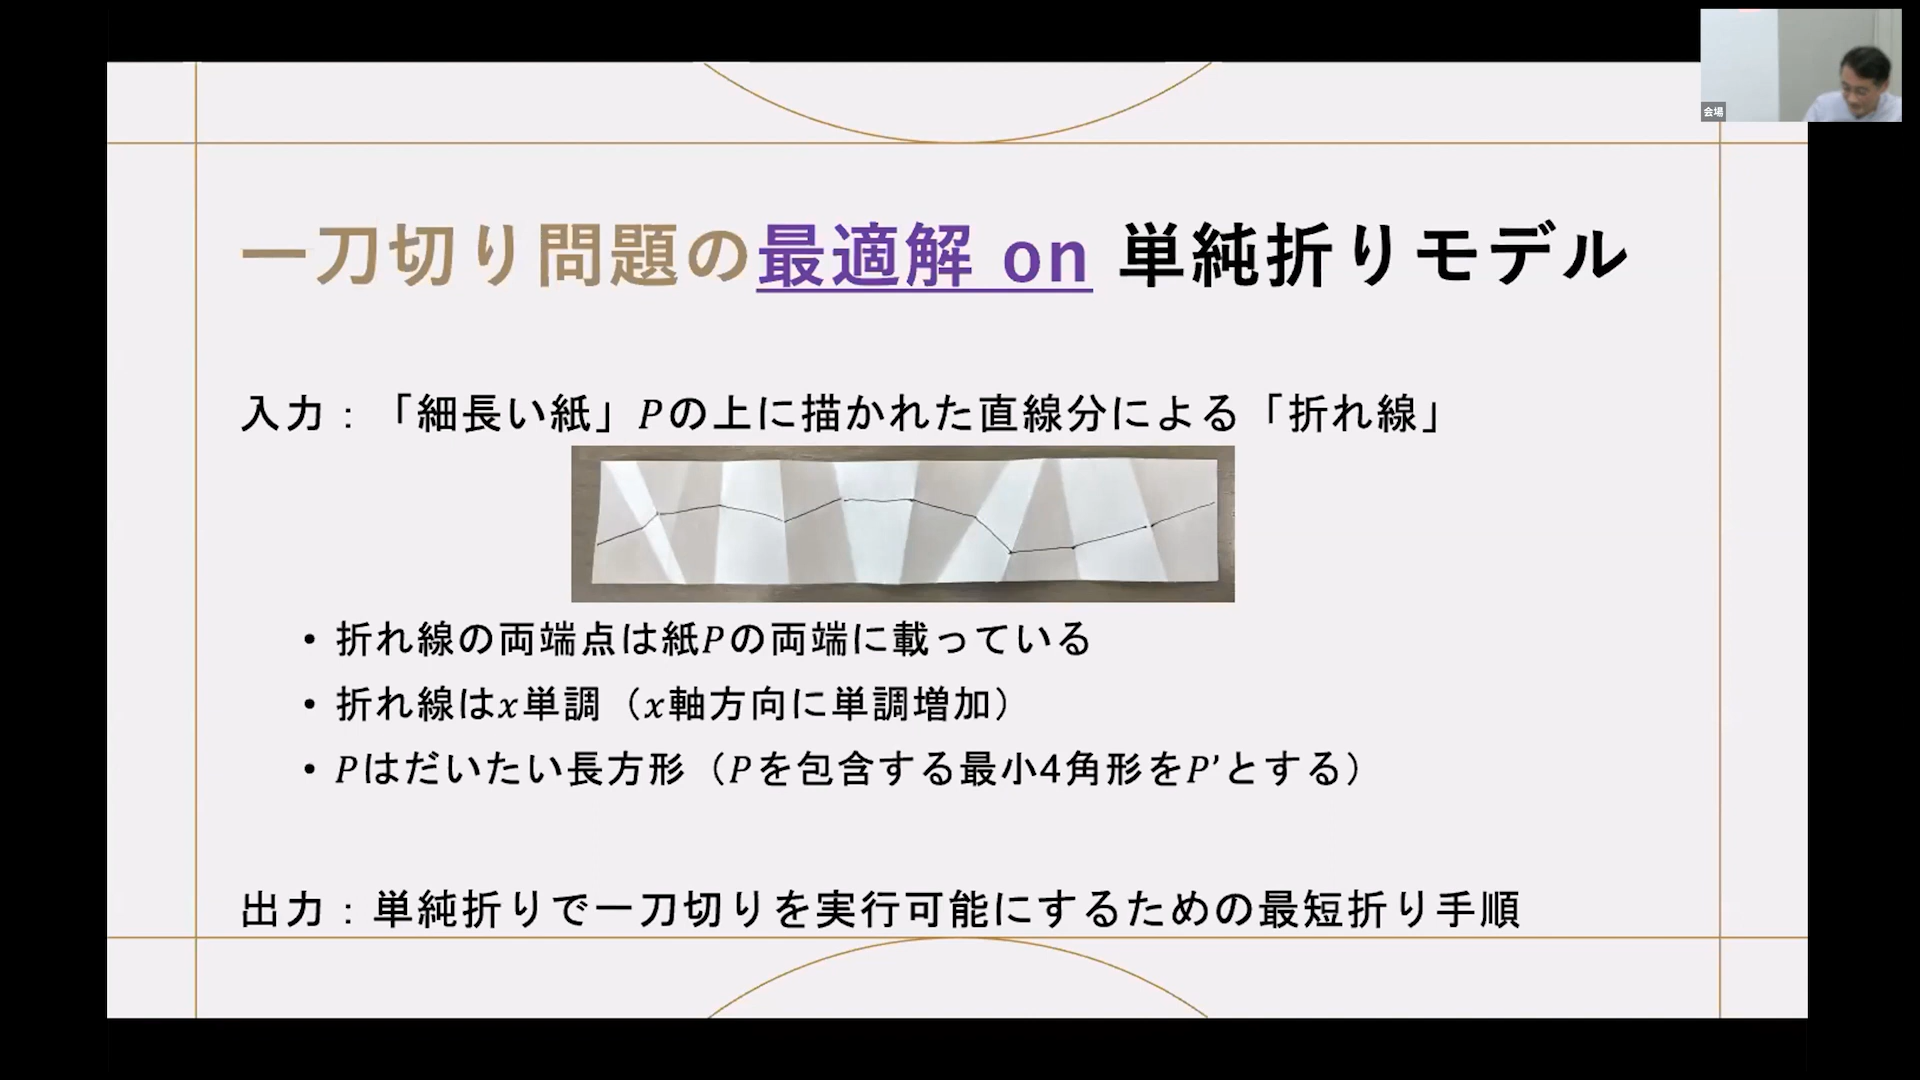 会場
一刀切り問題の最適解 on 単純折りモデル
入力：「細長い紙」Pの上に描かれた直線分による「折れ線」
• 折れ線の両端点は紙Pの両端に載っている
• 折れ線はx単調（x軸方向に単調増加）
• Pはだいたい長方形（Pを包含する最小4角形をP’とする）
出力：単純折りで一刀切りを実行可能にするための最短折り手順